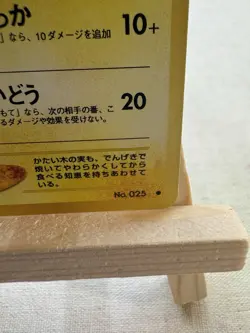 わか
て」なら、10ダメージを追加
10+
いどう
もて」なら、次の相手の番、こ
ダメージや効果を受けない。
20
かたい木の実も、でんげきで
焼いてやわらかくしてから
食べる知恵を持ちあわせて
いる。
No.025